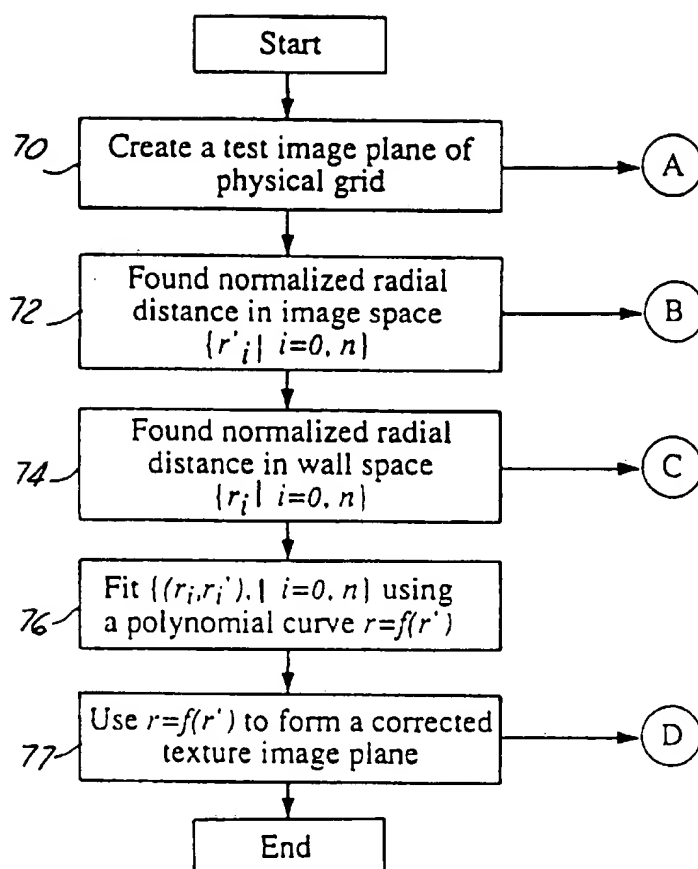 Start
70
Create a test image plane of
physical grid
A
72
Found normalized radial
distance in image space
{r'i | i=0, n}
B
74
Found normalized radial
distance in wall space
{ri | i=0, n}
C
76
Fit {(ri,ri'), | i=0, n} using
a polynomial curve r=f(r')
77
Use r=f(r') to form a corrected
texture image plane
D
End